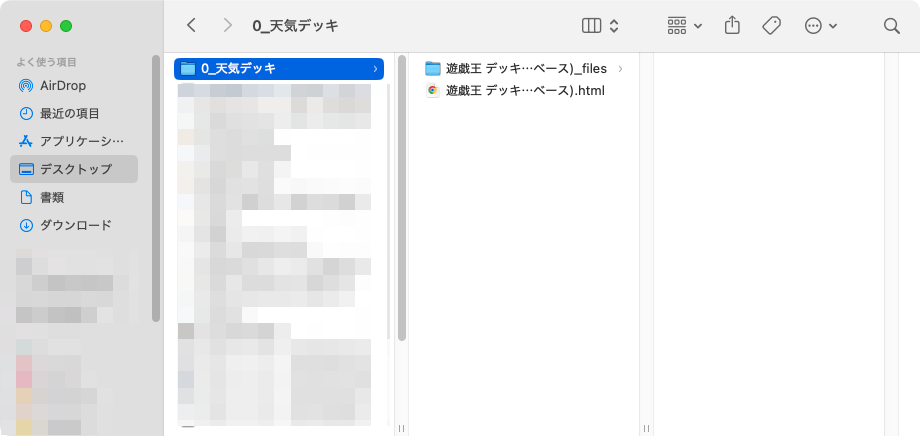 0_天気デッキ
よく使う項目
AirDrop
最近の項目
アプリケーシ…
デスクトップ
書類
ダウンロード
0_天気デッキ
遊戯王 デッキ…ベース)_files
遊戯王 デッキ…ベース).html